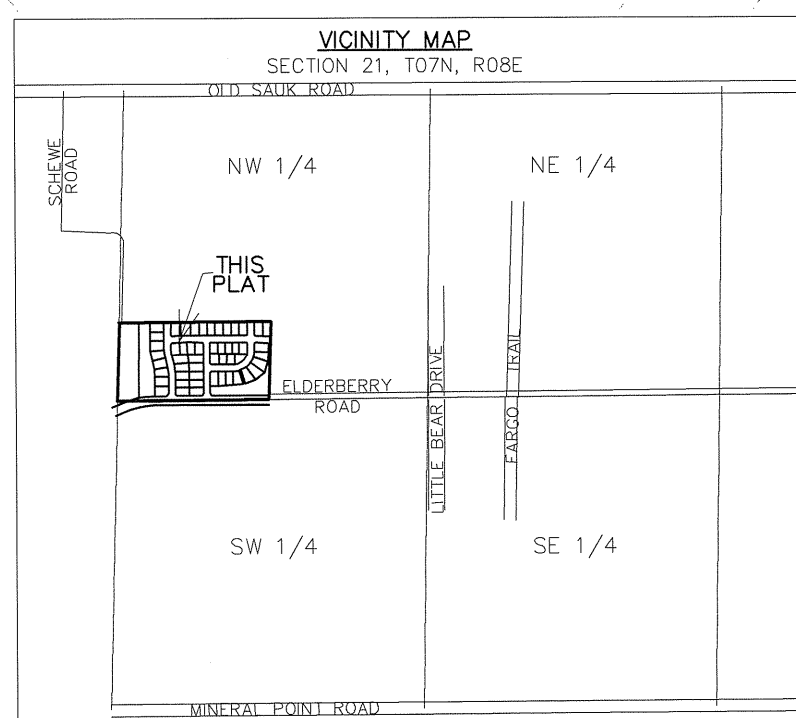 VICINITY MAP
SECTION 21, T07N, R08E
OLD SAUK ROAD
SCHEWE
ROAD
NW 1/4
NE 1/4
THIS
PLAT
ELDERBERRY
ROAD
LITTLE BEAR DRIVE
FARGO TRAIL
SW 1/4
SE 1/4
MINERAL POINT ROAD